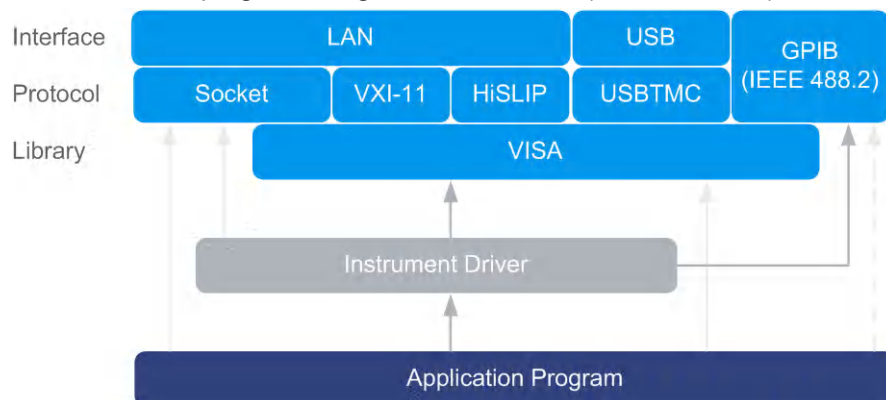 Interface LAN USB GPIB
(IEEE 488.2)
Protocol Socket VXI-11 HiSLIP USBTMC
Library VISA
Instrument Driver
Application Program